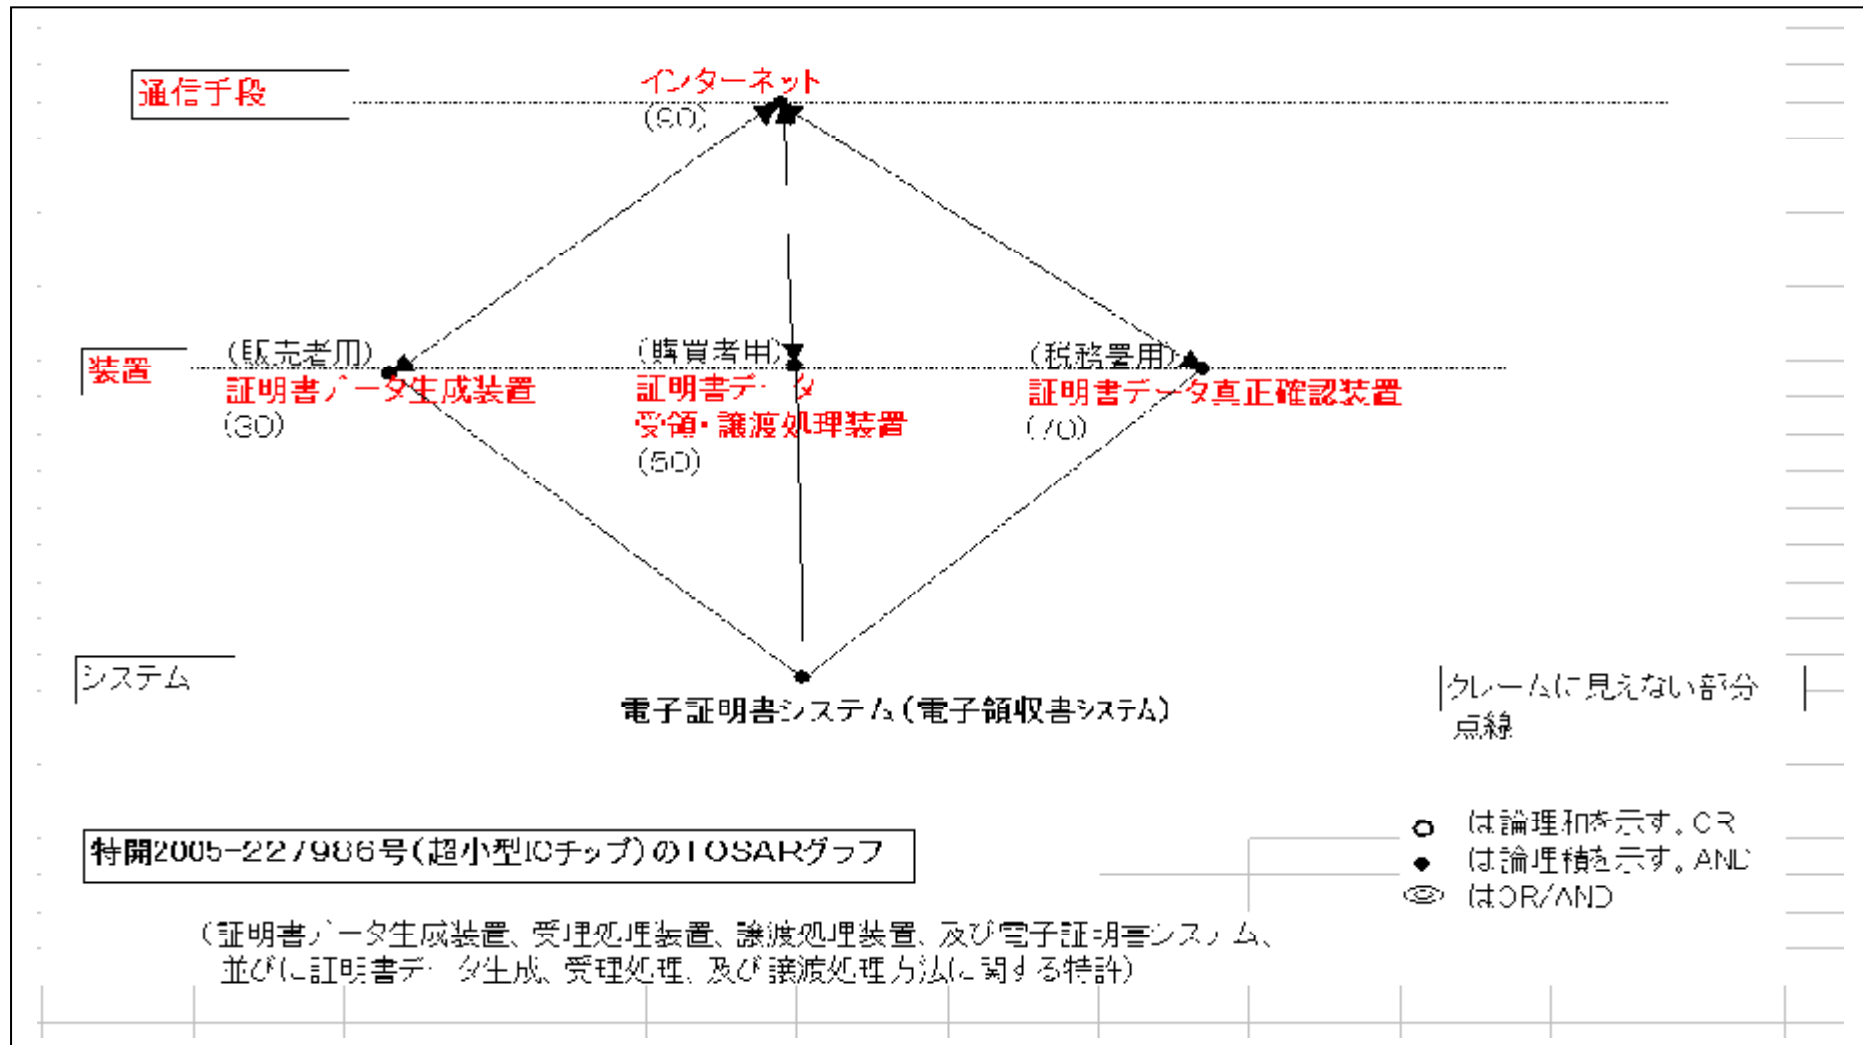 通信手段
インターネット
(90)
(販売者用)
(購買者用)
(税務署用)
装置
証明書データ生成装置
(30)
証明書データ
受領・譲渡処理装置
(50)
証明書データ真正確認装置
(70)
システム
電子証明書システム(電子領収書システム)
クレームに見えない部分
点線
特開2005-227986号(超小型ICチップ)のTOSARグラフ
は論理和を示す。OR
は論理積を示す。AND
はOR/AND
(証明書データ生成装置、受理処理装置、譲渡処理装置、及び電子証明書システム、
並びに証明書データ生成、受理処理、及び譲渡処理方法に関する特許)